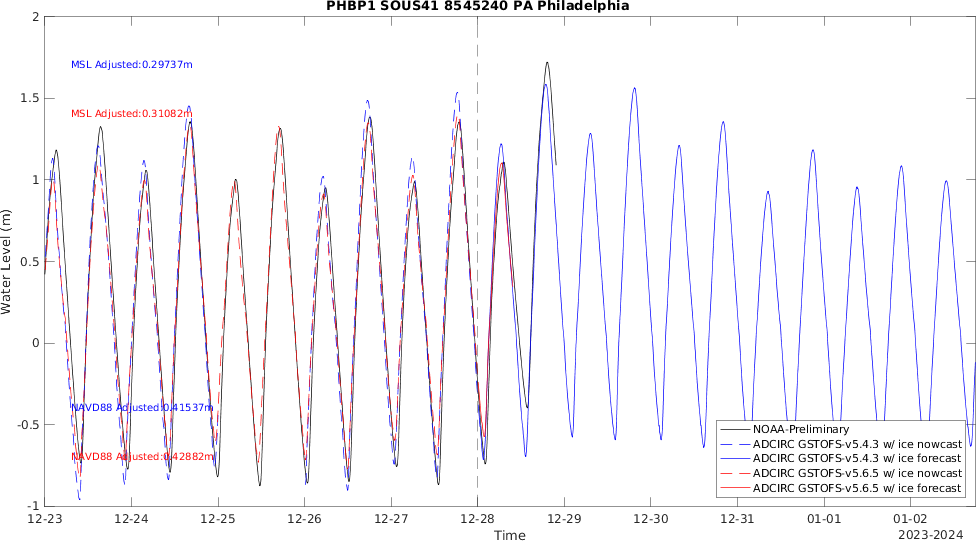 PHBP1 SOUS41 8545240 PA Philadelphia
2
1.5
1
0.5
0
-0.5
-1
Water Level (m)
MSL Adjusted:0.29737m
MSL Adjusted:0.31082m
NAVD88 Adjusted:0.41537m
NAVD88 Adjusted:0.42882m
NOAA-Preliminary
ADCIRC GSTOFS-v5.4.3 w/ ice nowcast
ADCIRC GSTOFS-v5.4.3 w/ ice forecast
ADCIRC GSTOFS-v5.6.5 w/ ice nowcast
ADCIRC GSTOFS-v5.6.5 w/ ice forecast
12-23 12-24 12-25 12-26 12-27 12-28 12-29 12-30 12-31 01-01 01-02
Time
2023-2024